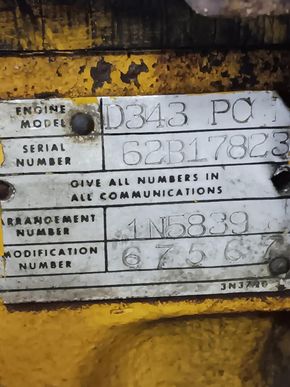 ENGINE MODEL D343 PC
SERIAL NUMBER 62B17823
GIVE ALL NUMBERS IN
ALL COMMUNICATIONS
ARRANGEMENT NUMBER 1N5839
MODIFICATION NUMBER 67567